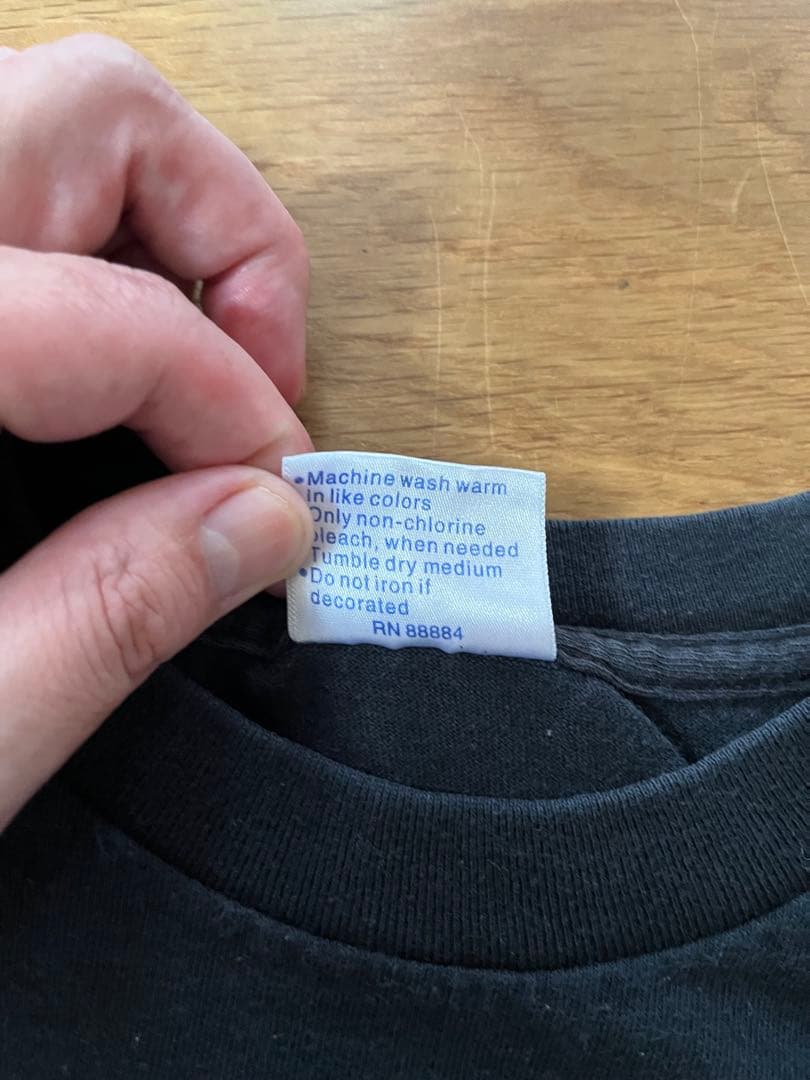 •Machine wash warm
in like colors
Only non-chlorine
bleach, when needed
Tumble dry medium
•Do not iron if
decorated
RN 88884